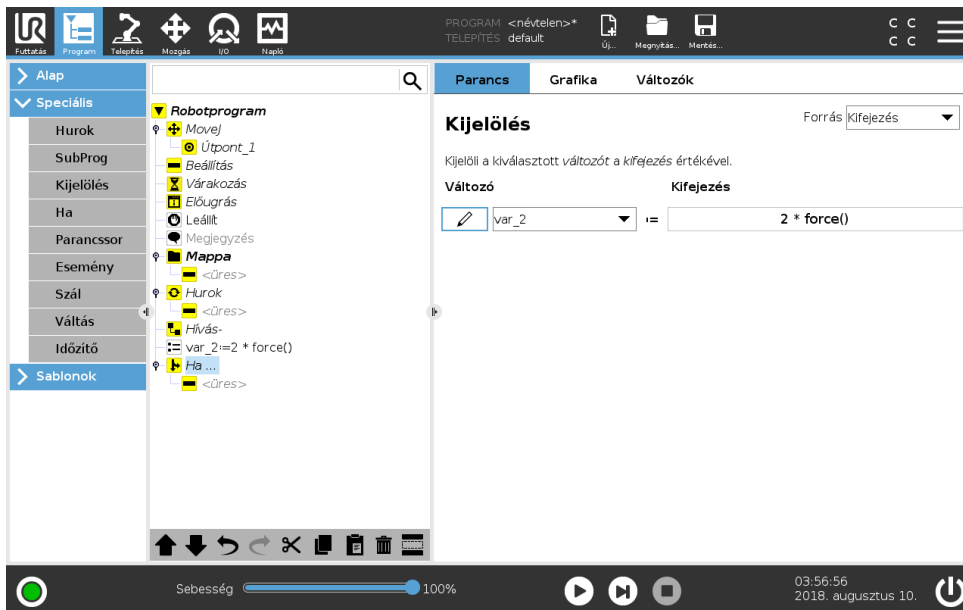 PROGRAM <névtelen>*
TELEPÍTÉS default
Futtatás Program Telepítés Mozgás I/O Napló
Új... Megnyitás... Mentés...
C C
C C
Alap
Speciális
Hurok
SubProg
Kijelölés
Ha
Parancssor
Esemény
Szál
Váltás
Időzítő
Sablonok
Robotprogram
MoveJ
Útpont_1
Beállítás
Várakozás
Előugrás
Leállít
Megjegyzés
Mappa
<üres>
Hurok
<üres>
Hívás-
var_2:=2 * force()
Ha ...
<üres>
Parancs Grafika Változók
Kijelölés
Forrás Kifejezés
Kijelöli a kiválasztott változót a kifejezés értékével.
Változó Kifejezés
var_2 := 2 * force()
Sebesség 100%
03:56:56
2018. augusztus 10.